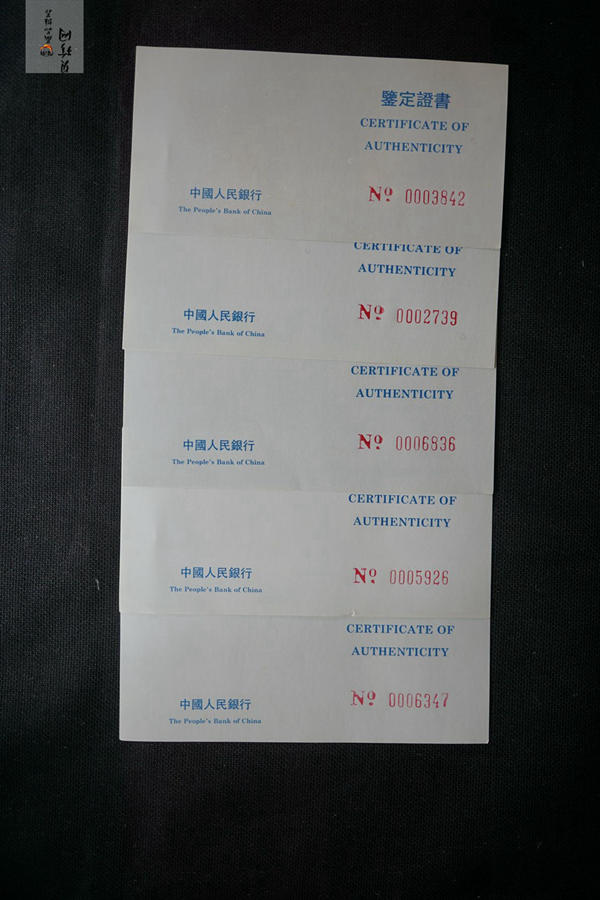 鑒定證書
CERTIFICATE OF
AUTHENTICITY
中國人民銀行
The People's Bank of China
Nº 0003842
CERTIFICATE OF
AUTHENTICITY
中國人民銀行
The People's Bank of China
Nº 0002739
CERTIFICATE OF
AUTHENTICITY
中國人民銀行
The People's Bank of China
Nº 0006836
CERTIFICATE OF
AUTHENTICITY
中國人民銀行
The People's Bank of China
Nº 0005926
CERTIFICATE OF
AUTHENTICITY
中國人民銀行
The People's Bank of China
Nº 0006347